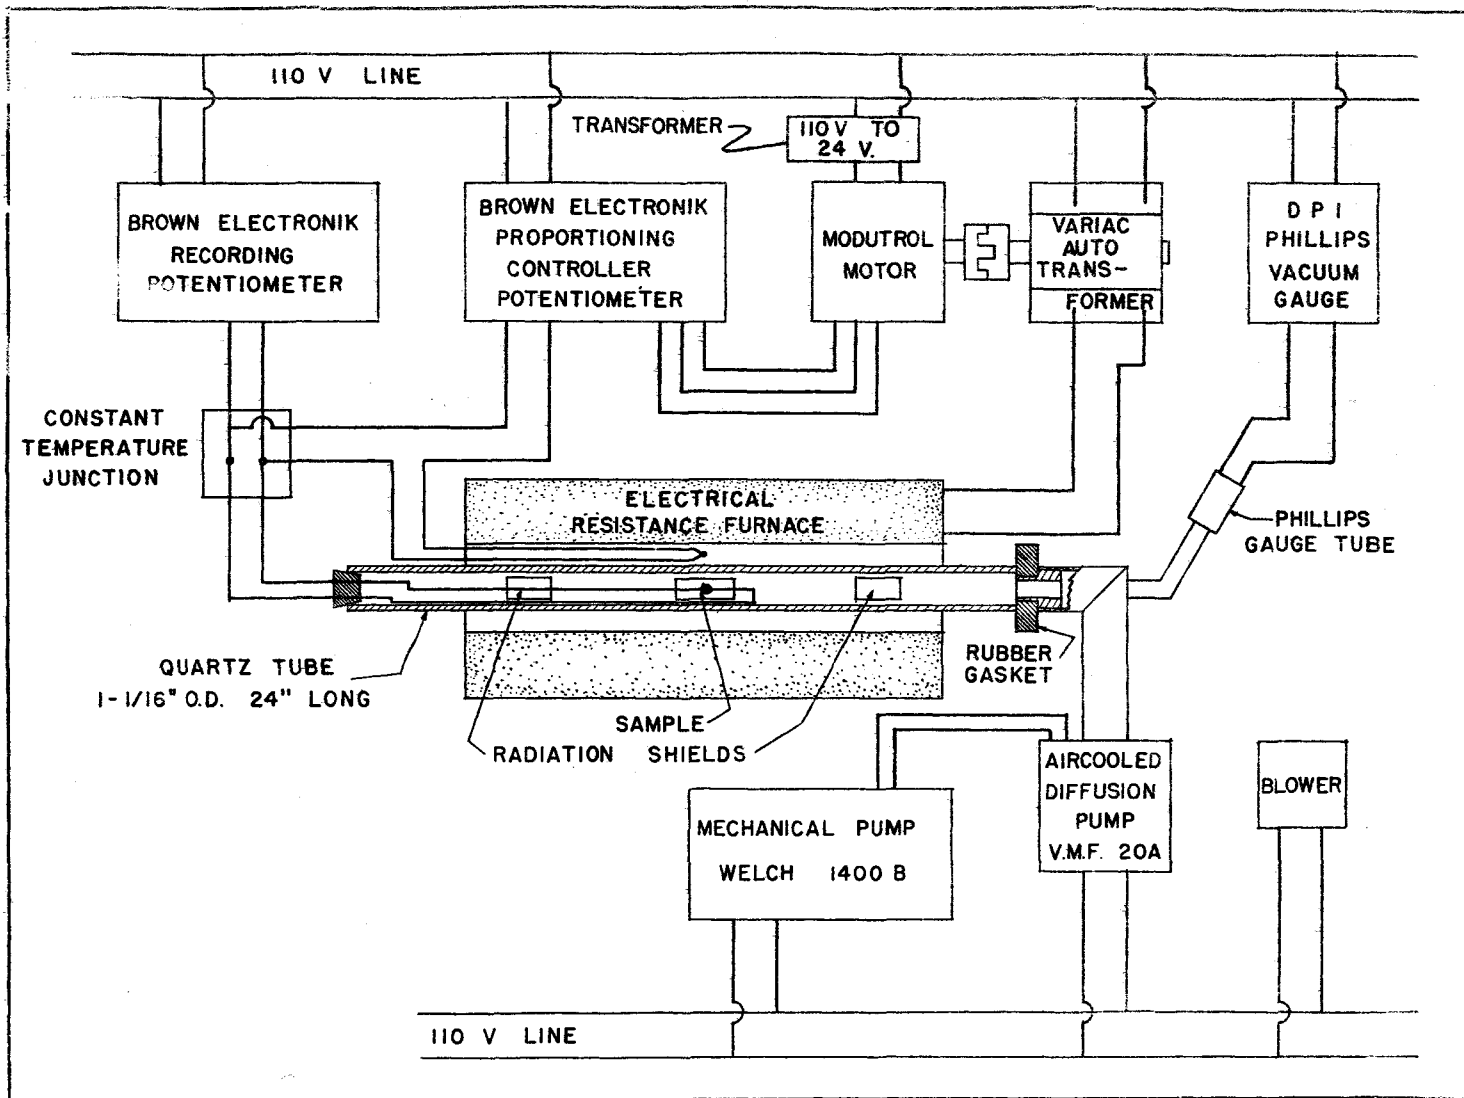 110 V LINE
TRANSFORMER
110 V TO
24 V.
BROWN ELECTRONIK
RECORDING
POTENTIOMETER
BROWN ELECTRONIK
PROPORTIONING
CONTROLLER
POTENTIOMETER
MODUTROL
MOTOR
VARIAC
AUTO
TRANS-
FORMER
D P I
PHILLIPS
VACUUM
GAUGE
CONSTANT
TEMPERATURE
JUNCTION
ELECTRICAL
RESISTANCE FURNACE
PHILLIPS
GAUGE TUBE
QUARTZ TUBE
1-1/16" O.D. 24" LONG
RUBBER
GASKET
SAMPLE
RADIATION SHIELDS
MECHANICAL PUMP
WELCH 1400 B
AIRCOOLED
DIFFUSION
PUMP
V.M.F. 20A
BLOWER
110 V LINE